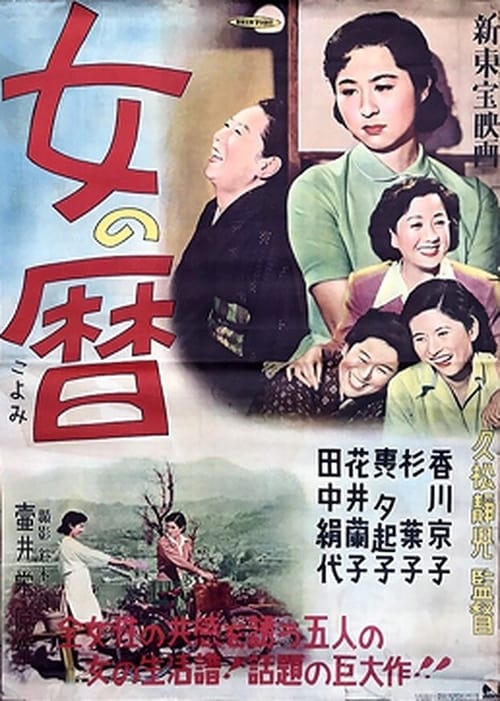 新東宝映画
女の暦
こよみ
香川京子
杉葉子
轟夕起子
花井蘭子
田中絹代
久松静児 監督
撮影
壷井栄
全女性の共感を誘う五人の
女の生活譜！話題の巨大作！！